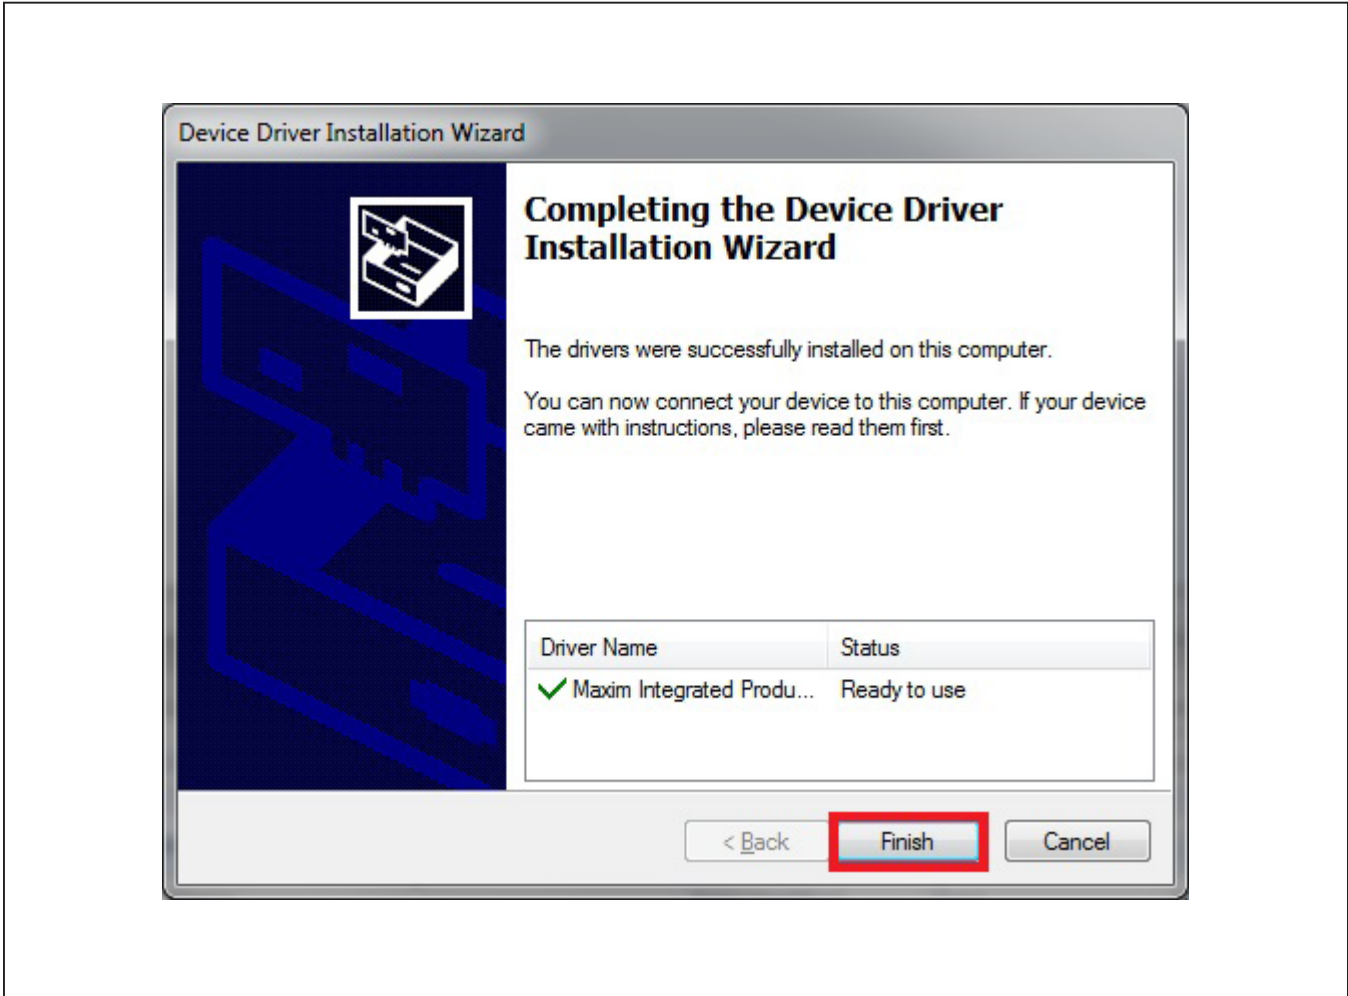 Device Driver Installation Wizard
Completing the Device Driver
Installation Wizard
The drivers were successfully installed on this computer.
You can now connect your device to this computer. If your device
came with instructions, please read them first.
Driver Name Status
Maxim Integrated Produ... Ready to use
< Back Finish Cancel